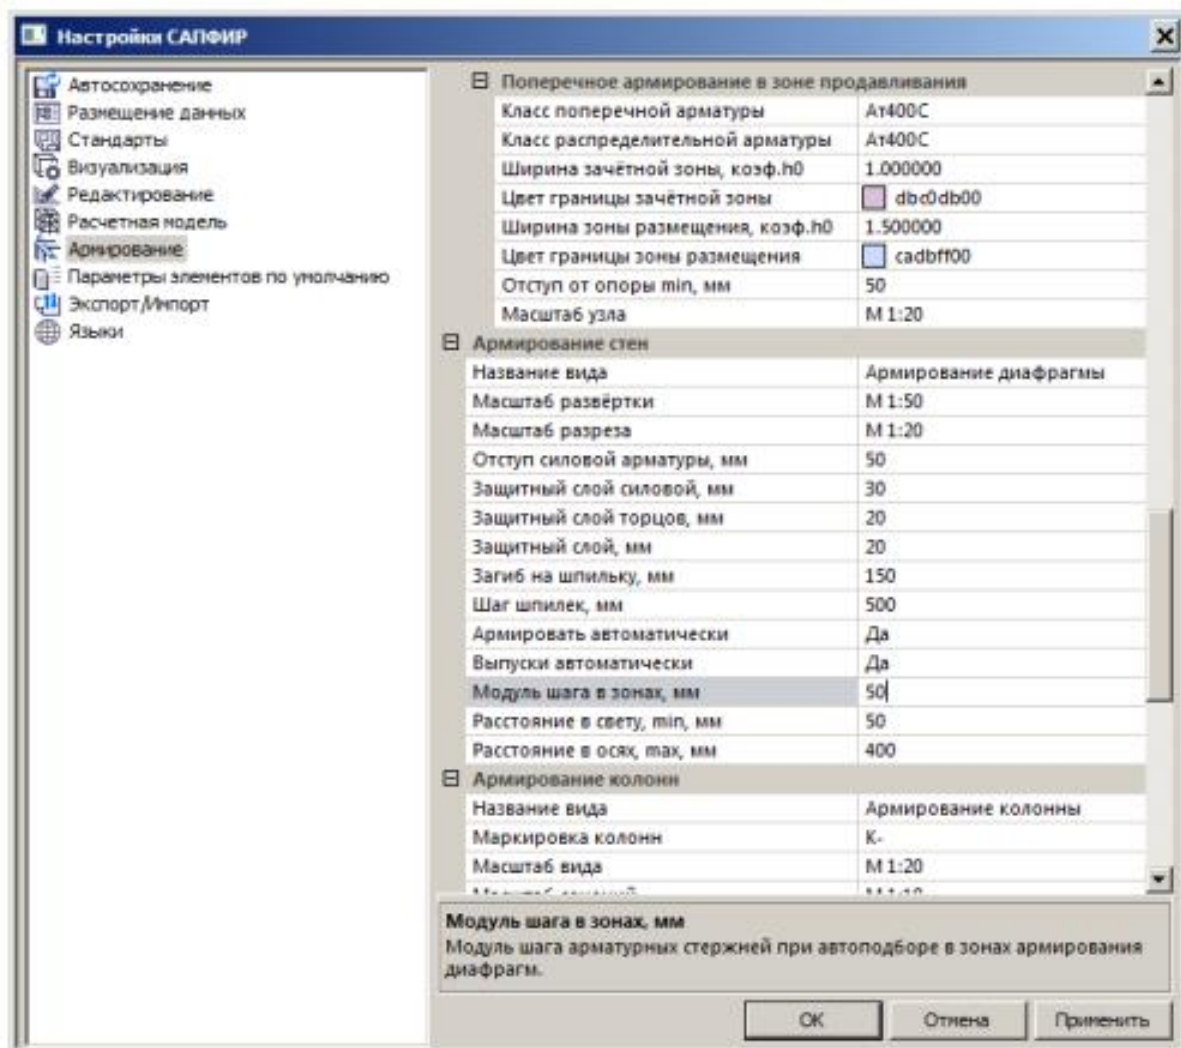 Настройки САПФИР
Автосохранение
Размещение данных
Стандарты
Визуализация
Редактирование
Расчетная модель
Армирование
Параметры элементов по умолчанию
Экспорт/Импорт
Языки
Поперечное армирование в зоне продавливания
Класс поперечной арматуры Ат400С
Класс распределительной арматуры Ат400С
Ширина зачётной зоны, коэф.h0 1.000000
Цвет границы зачётной зоны dbc0db00
Ширина зоны размещения, коэф.h0 1.500000
Цвет границы зоны размещения cadbff00
Отступ от опоры min, мм 50
Масштаб узла М 1:20
Армирование стен
Название вида Армирование диафрагмы
Масштаб развёртки М 1:50
Масштаб разреза М 1:20
Отступ силовой арматуры, мм 50
Защитный слой силовой, мм 30
Защитный слой торцов, мм 20
Защитный слой, мм 20
Загиб на шпильку, мм 150
Шаг шпилек, мм 500
Армировать автоматически Да
Выпуски автоматически Да
Модуль шага в зонах, мм 50
Расстояние в свету, min, мм 50
Расстояние в осях, max, мм 400
Армирование колонн
Название вида Армирование колонны
Маркировка колонн К-
Масштаб вида М 1:20
Модуль шага в зонах, мм
Модуль шага арматурных стержней при автоподборе в зонах армирования
диафрагм.
ОК Отмена Применить